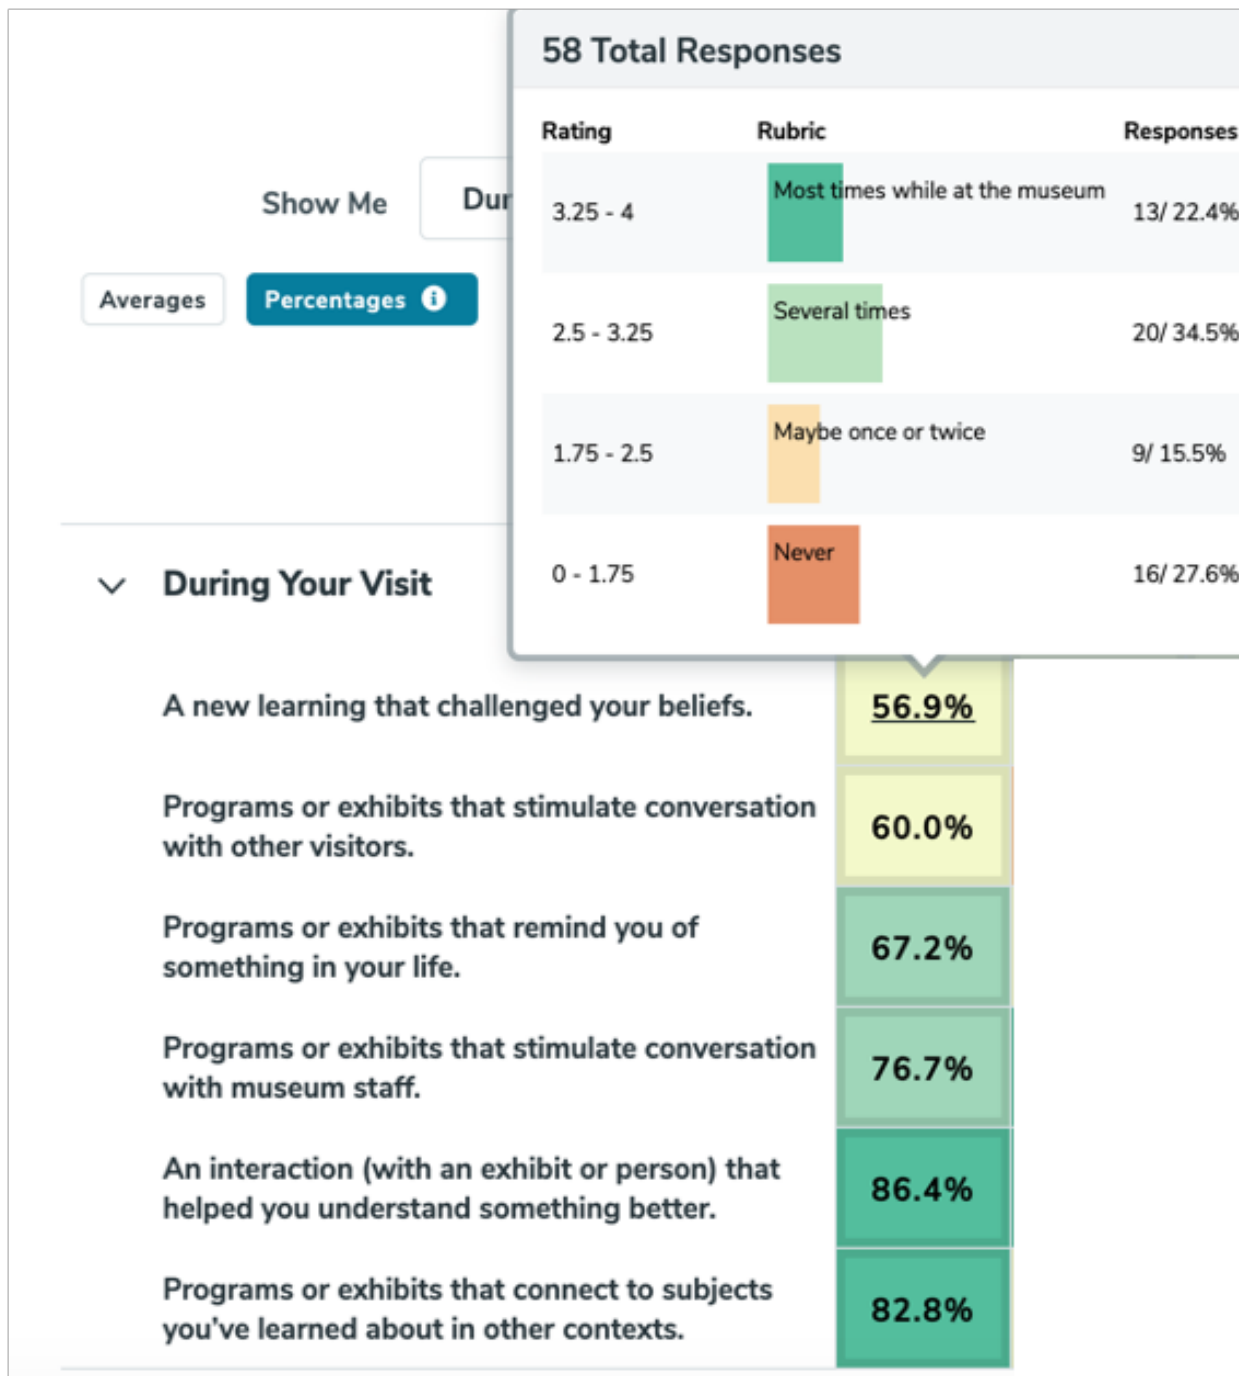 58 Total Responses
Rating Rubric Responses
3.25 - 4 Most times while at the museum 13/ 22.4%
2.5 - 3.25 Several times 20/ 34.5%
1.75 - 2.5 Maybe once or twice 9/ 15.5%
0 - 1.75 Never 16/ 27.6%
Show Me
Averages Percentages
During Your Visit
A new learning that challenged your beliefs. 56.9%
Programs or exhibits that stimulate conversation
with other visitors.
60.0%
Programs or exhibits that remind you of
something in your life.
67.2%
Programs or exhibits that stimulate conversation
with museum staff.
76.7%
An interaction (with an exhibit or person) that
helped you understand something better.
86.4%
Programs or exhibits that connect to subjects
you've learned about in other contexts.
82.8%